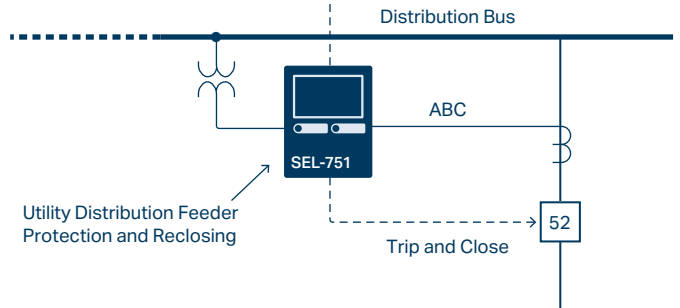 Distribution Bus
ABC
SEL-751
Utility Distribution Feeder
Protection and Reclosing
52
Trip and Close